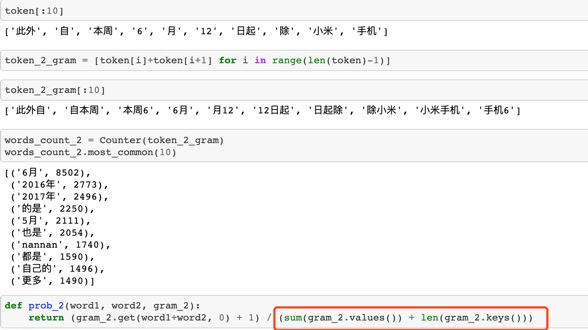 token[:10]
['此外', '自', '本周', '6', '月', '12', '日起', '除', '小米', '手机']
token_2_gram = [token[i]+token[i+1] for i in range(len(token)-1)]
token_2_gram[:10]
['此外自', '自本周', '本周6', '6月', '月12', '12日起', '日起除', '除小米', '小米手机', '手机6']
words_count_2 = Counter(token_2_gram)
words_count_2.most_common(10)
[('6月', 8502),
('2016年', 2773),
('2017年', 2496),
('的是', 2250),
('5月', 2111),
('也是', 2054),
('nannan', 1740),
('都是', 1590),
('自己的', 1496),
('更多', 1490)]
def prob_2(word1, word2, gram_2):
return (gram_2.get(word1+word2, 0) + 1) / (sum(gram_2.values()) + len(gram_2.keys()))